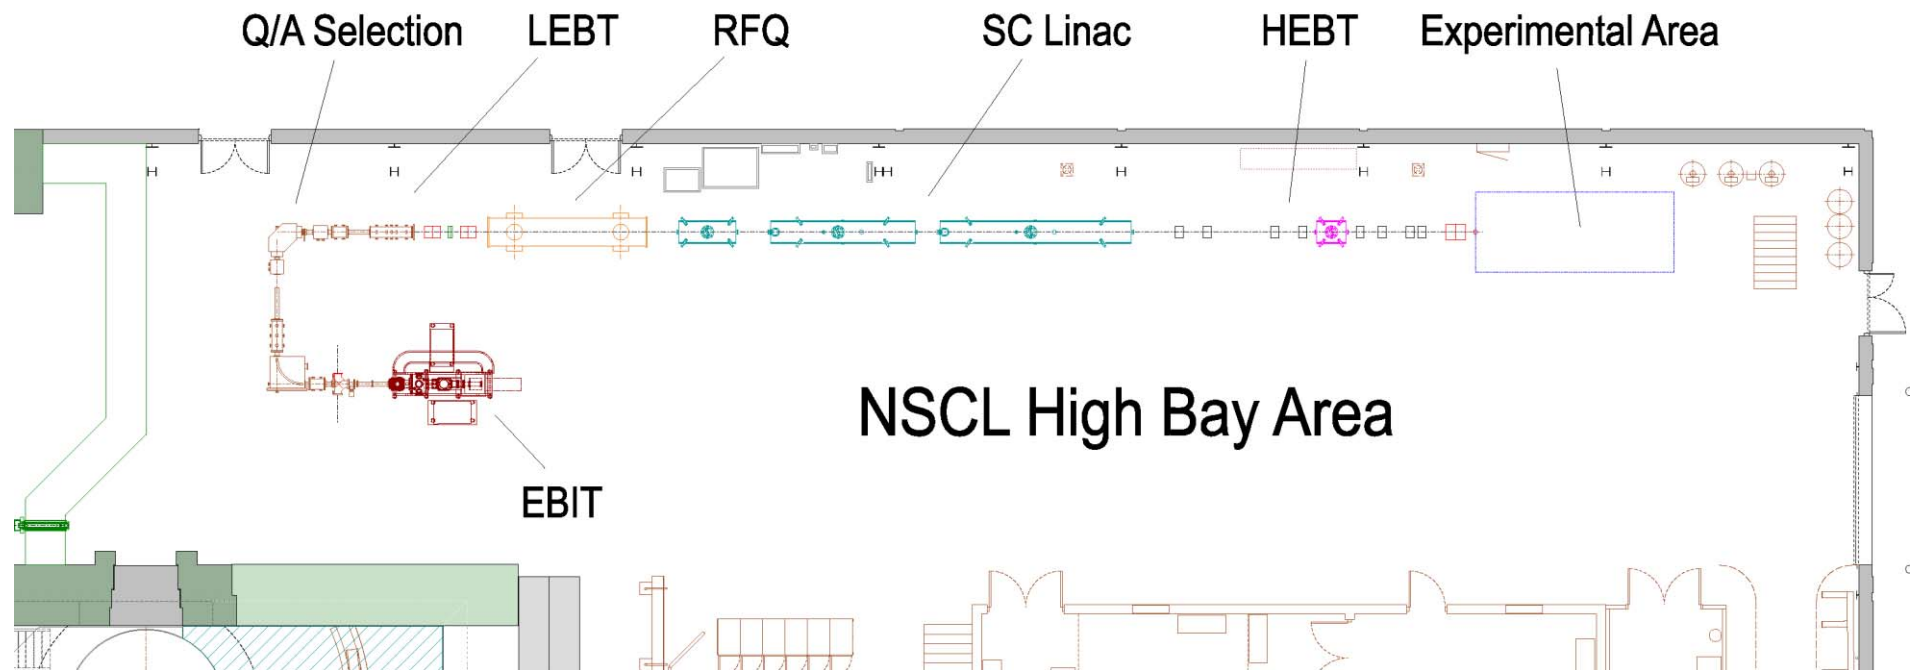 Q/A Selection LEBT RFQ SC Linac HEBT Experimental Area
NSCL High Bay Area
EBIT